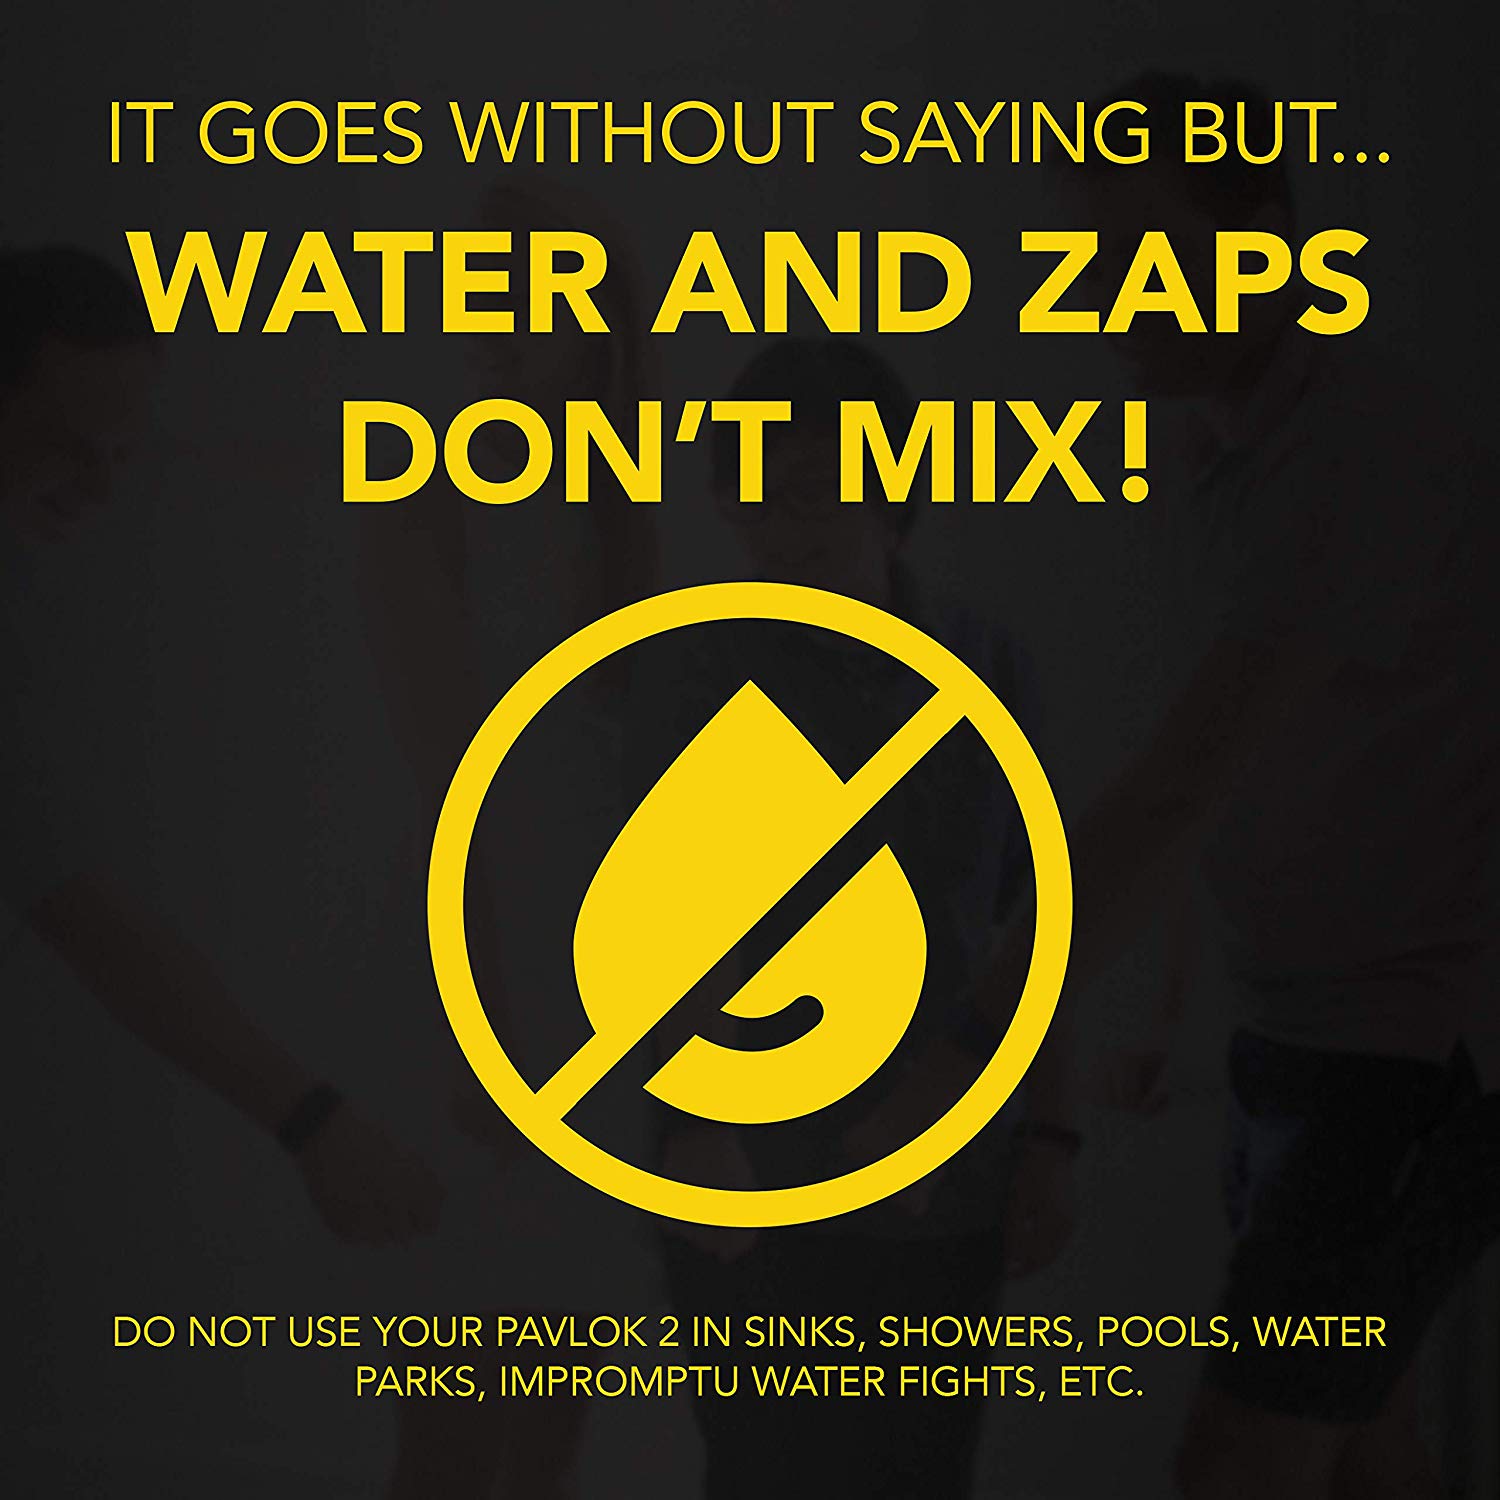 IT GOES WITHOUT SAYING BUT...
WATER AND ZAPS
DON'T MIX!
DO NOT USE YOUR PAVLOK 2 IN SINKS, SHOWERS, POOLS, WATER
PARKS, IMPROMPTU WATER FIGHTS, ETC.